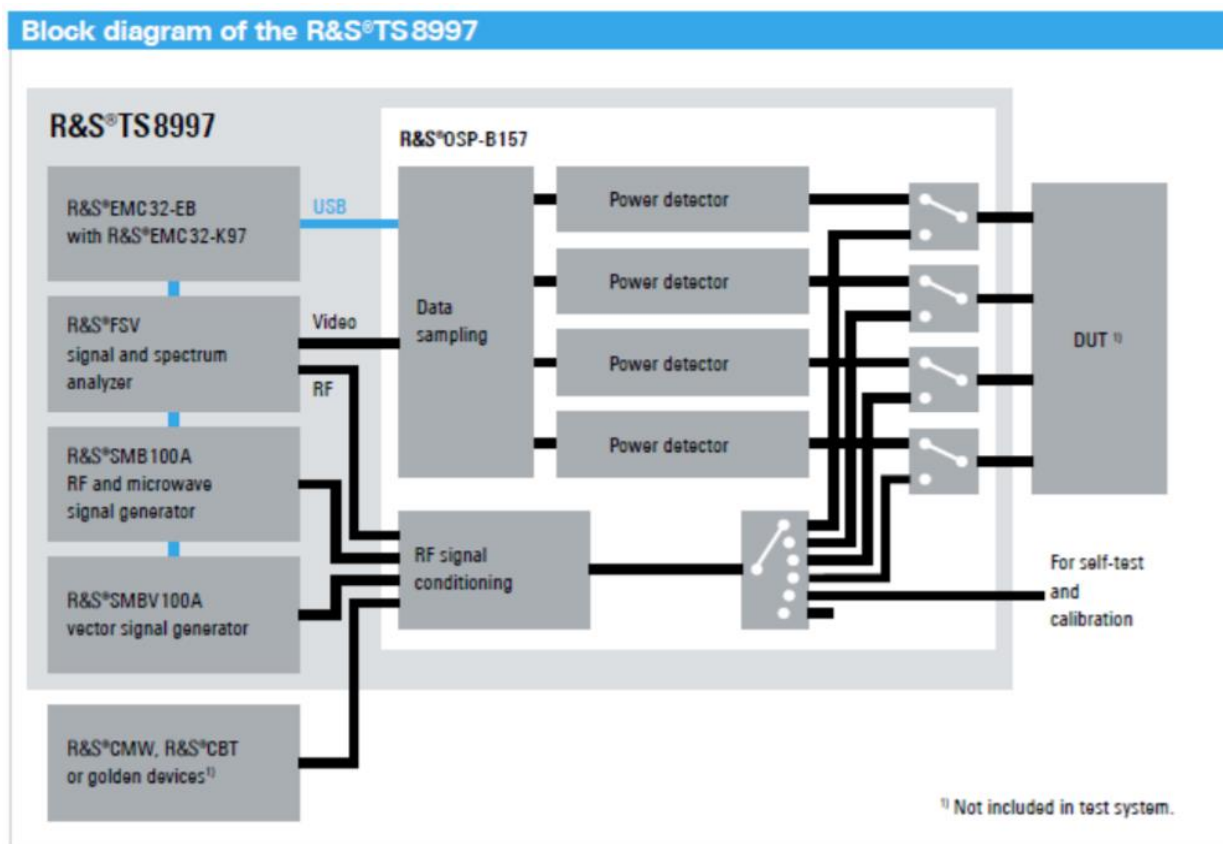 Block diagram of the R&S®TS8997
R&S®TS8997
R&S®OSP-B157
R&S®EMC32-EB
with R&S®EMC32-K97
USB
R&S®FSV
signal and spectrum
analyzer
Video
RF
R&S®SMB100A
RF and microwave
signal generator
R&S®SMBV100A
vector signal generator
R&S®CMW, R&S®CBT
or golden devices¹⁾
Data
sampling
Power detector
Power detector
Power detector
Power detector
RF signal
conditioning
DUT ¹⁾
For self-test
and
calibration
¹⁾ Not included in test system.